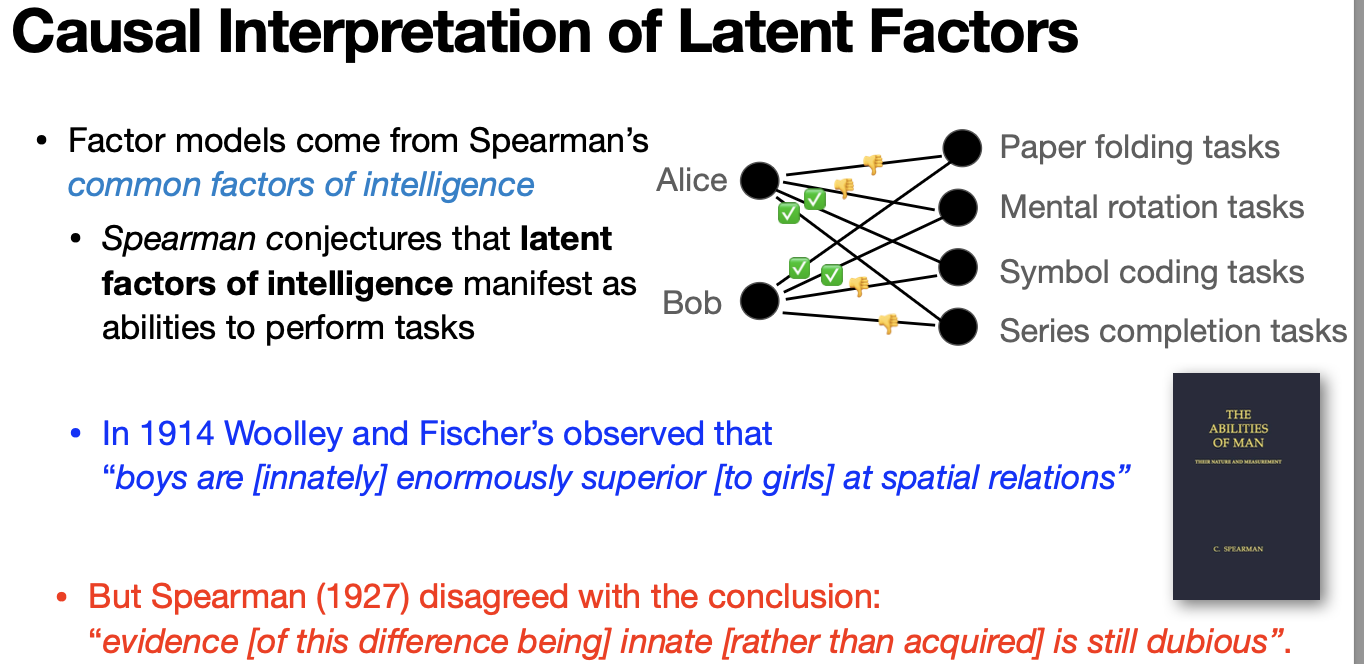 Causal Interpretation of Latent Factors
• Factor models come from Spearman’s
common factors of intelligence
• Spearman conjectures that latent
factors of intelligence manifest as
abilities to perform tasks
Alice
Bob
Paper folding tasks
Mental rotation tasks
Symbol coding tasks
Series completion tasks
• In 1914 Woolley and Fischer’s observed that
“boys are [innately] enormously superior [to girls] at spatial relations”
THE
ABILITIES
OF MAN
THEIR NATURE AND MEASUREMENT
C. SPEARMAN
• But Spearman (1927) disagreed with the conclusion:
“evidence [of this difference being] innate [rather than acquired] is still dubious”.